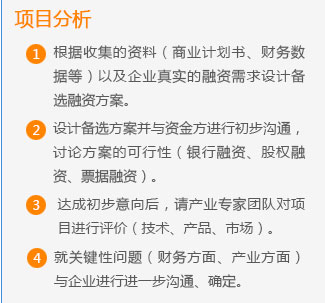 项目分析
1 根据收集的资料（商业计划书、财务数
据等）以及企业真实的融资需求设计备
选融资方案。
2 设计备选方案并与资金方进行初步沟通，
讨论方案的可行性（银行融资、股权融
资、票据融资）。
3 达成初步意向后，请产业专家团队对项
目进行评价（技术、产品、市场）。
4 就关键性问题（财务方面、产业方面）
与企业进行进一步沟通、确定。